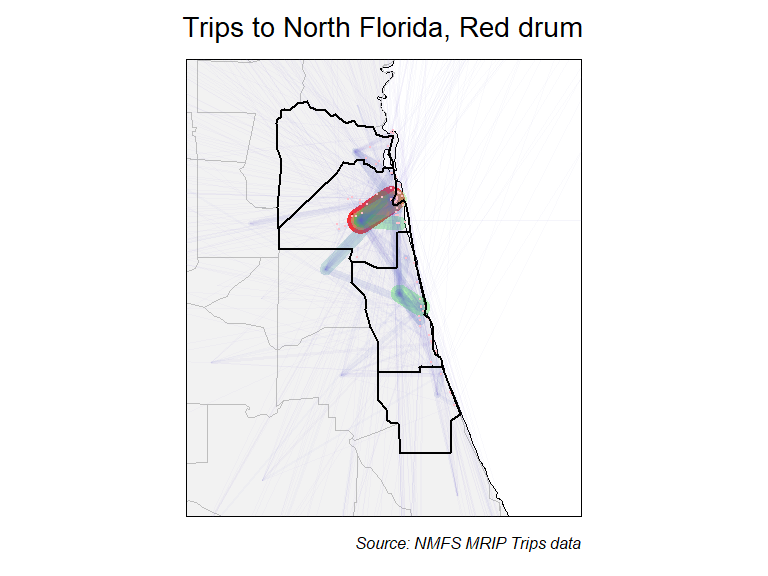 Trips to North Florida, Red drum
Source: NMFS MRIP Trips data